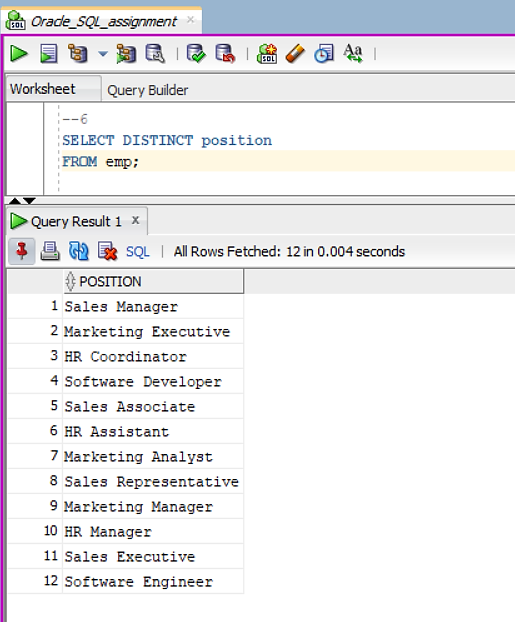 Oracle_SQL_assignment
Aa
Worksheet Query Builder
--6
SELECT DISTINCT position
FROM emp;
Query Result 1
SQL All Rows Fetched: 12 in 0.004 seconds
POSITION
1 Sales Manager
2 Marketing Executive
3 HR Coordinator
4 Software Developer
5 Sales Associate
6 HR Assistant
7 Marketing Analyst
8 Sales Representative
9 Marketing Manager
10 HR Manager
11 Sales Executive
12 Software Engineer